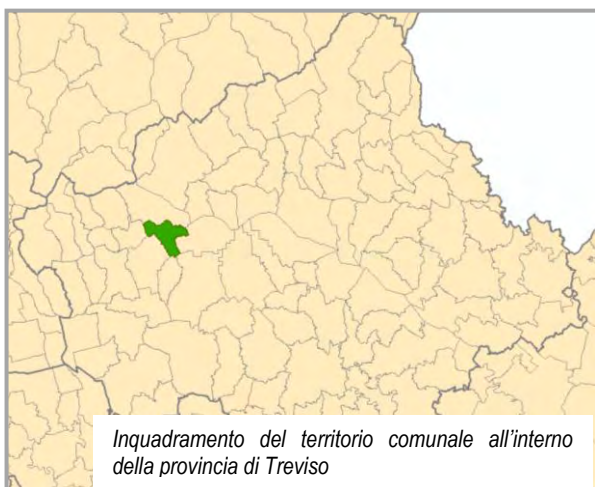 Inquadramento del territorio comunale all'interno
della provincia di Treviso